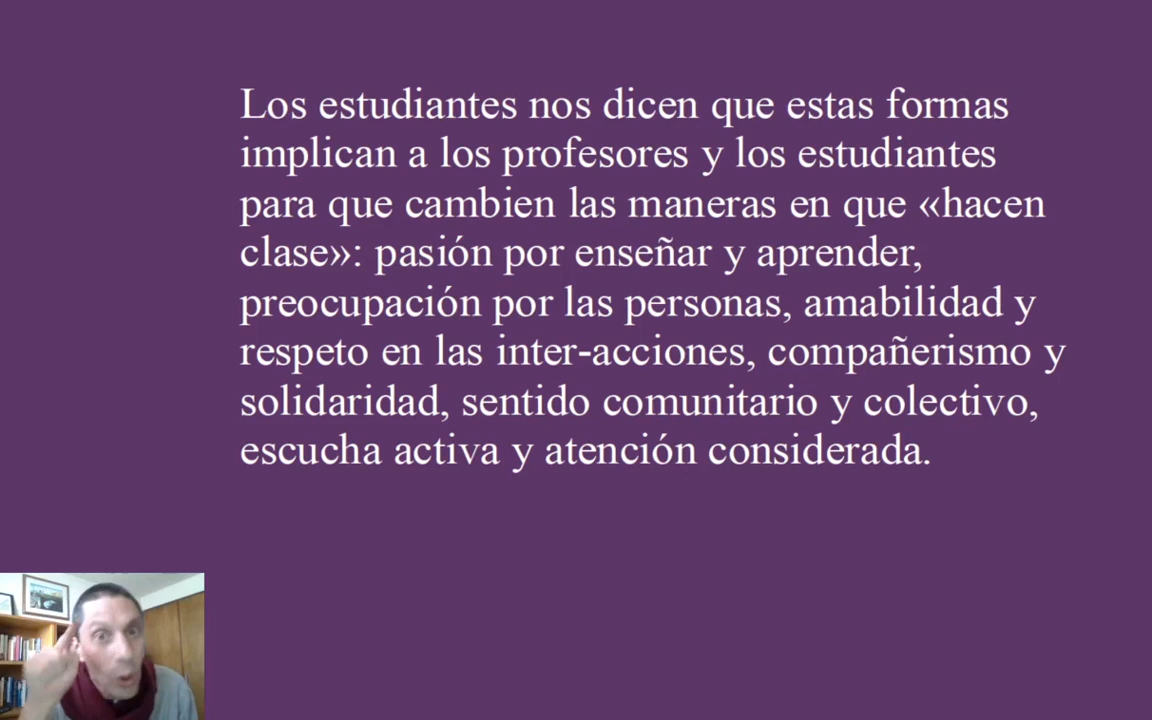 Los estudiantes nos dicen que estas formas
implican a los profesores y los estudiantes
para que cambien las maneras en que «hacen
clase»: pasión por enseñar y aprender,
preocupación por las personas, amabilidad y
respeto en las inter-acciones, compañerismo y
solidaridad, sentido comunitario y colectivo,
escucha activa y atención considerada.